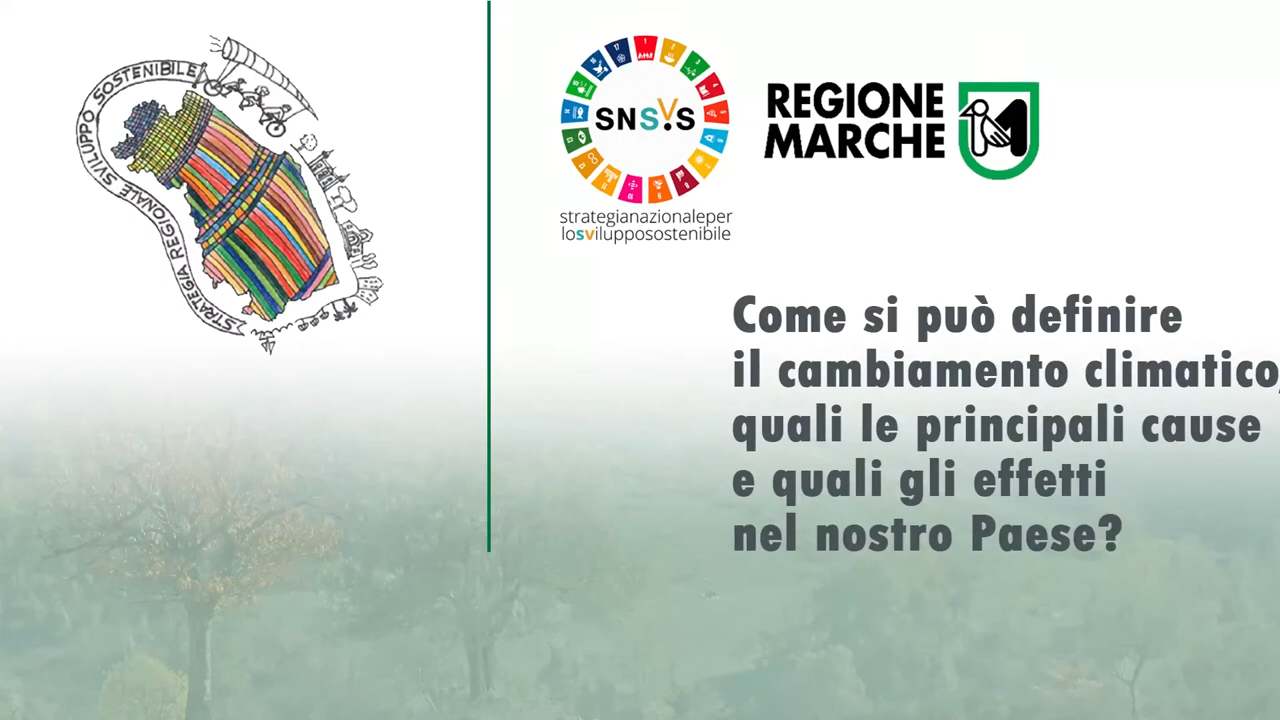 STRATEGIA REGIONALE SVILUPPO SOSTENIBILE
SNSVS
strategianazionaleper
losvilupposostenibile
REGIONE
MARCHE
Come si può definire
il cambiamento climatico,
quali le principali cause
e quali gli effetti
nel nostro Paese?